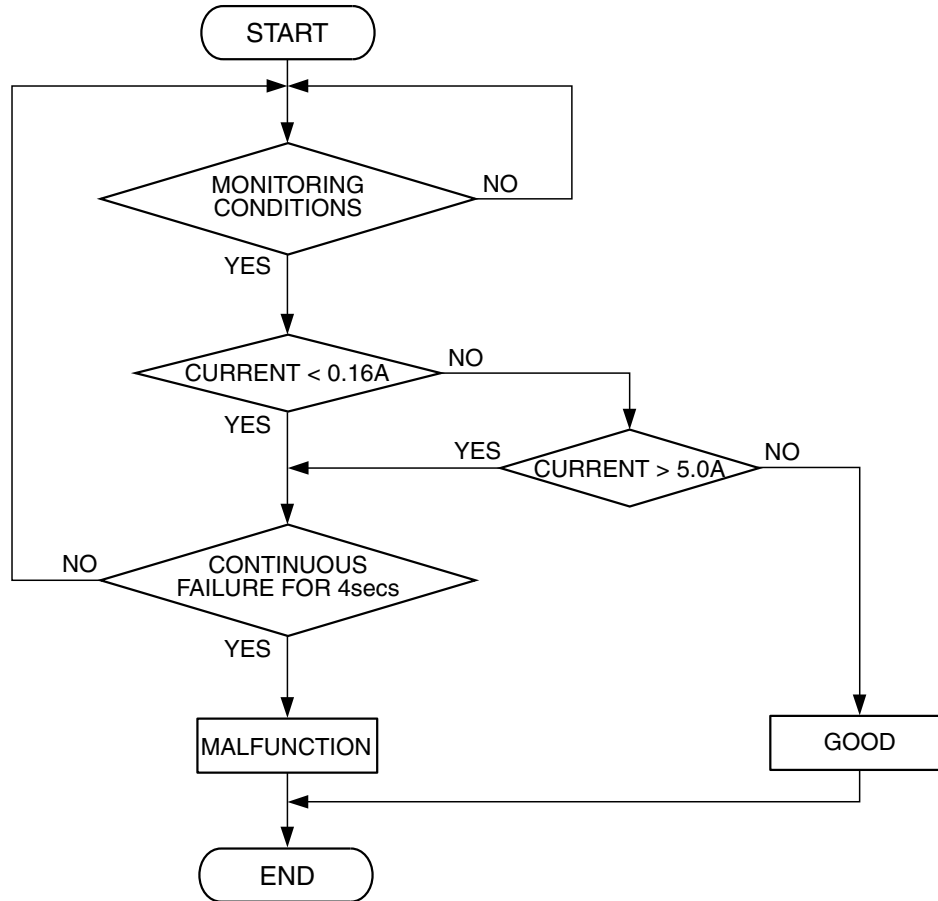 START
MONITORING
CONDITIONS
NO
YES
CURRENT < 0.16A
NO
YES
YES
CURRENT > 5.0A
NO
NO
CONTINUOUS
FAILURE FOR 4secs
YES
MALFUNCTION
GOOD
END